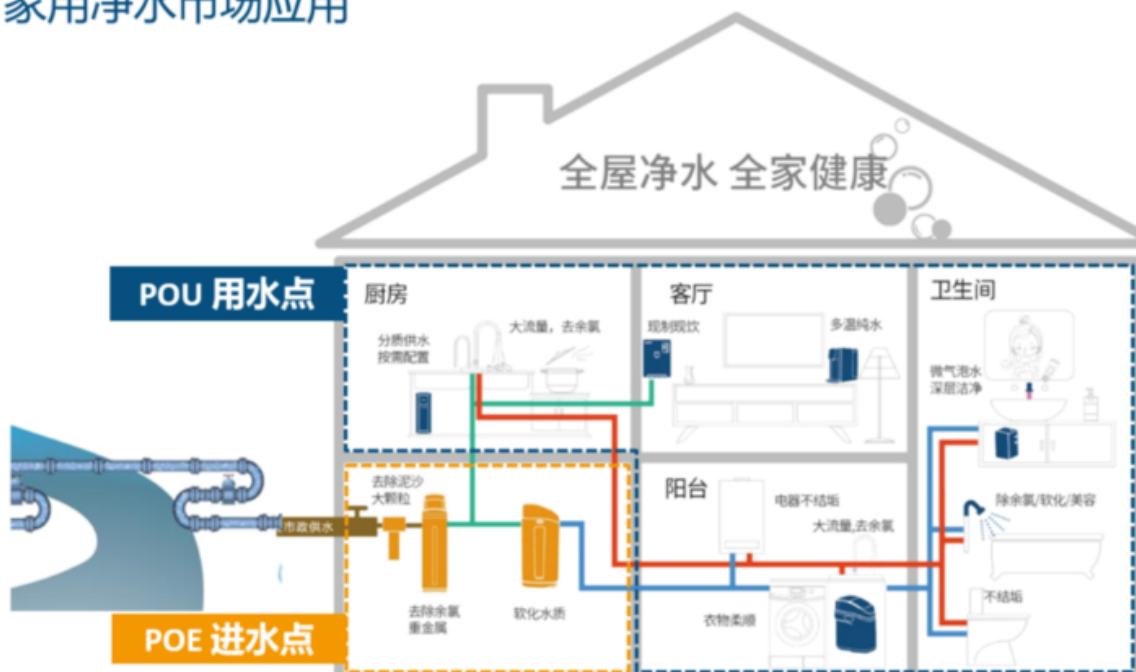 家用净水市场应用
全屋净水 全家健康
POU 用水点
厨房
分质供水
按需配置
大流量，去余氯
客厅
现制现饮
多温纯水
卫生间
微气泡水
深层洁净
除余氯/软化/美容
不结垢
阳台
电器不结垢
大流量,去余氯
衣物柔顺
去除泥沙
大颗粒
市政供水
去除余氯
重金属
软化水质
POE 进水点